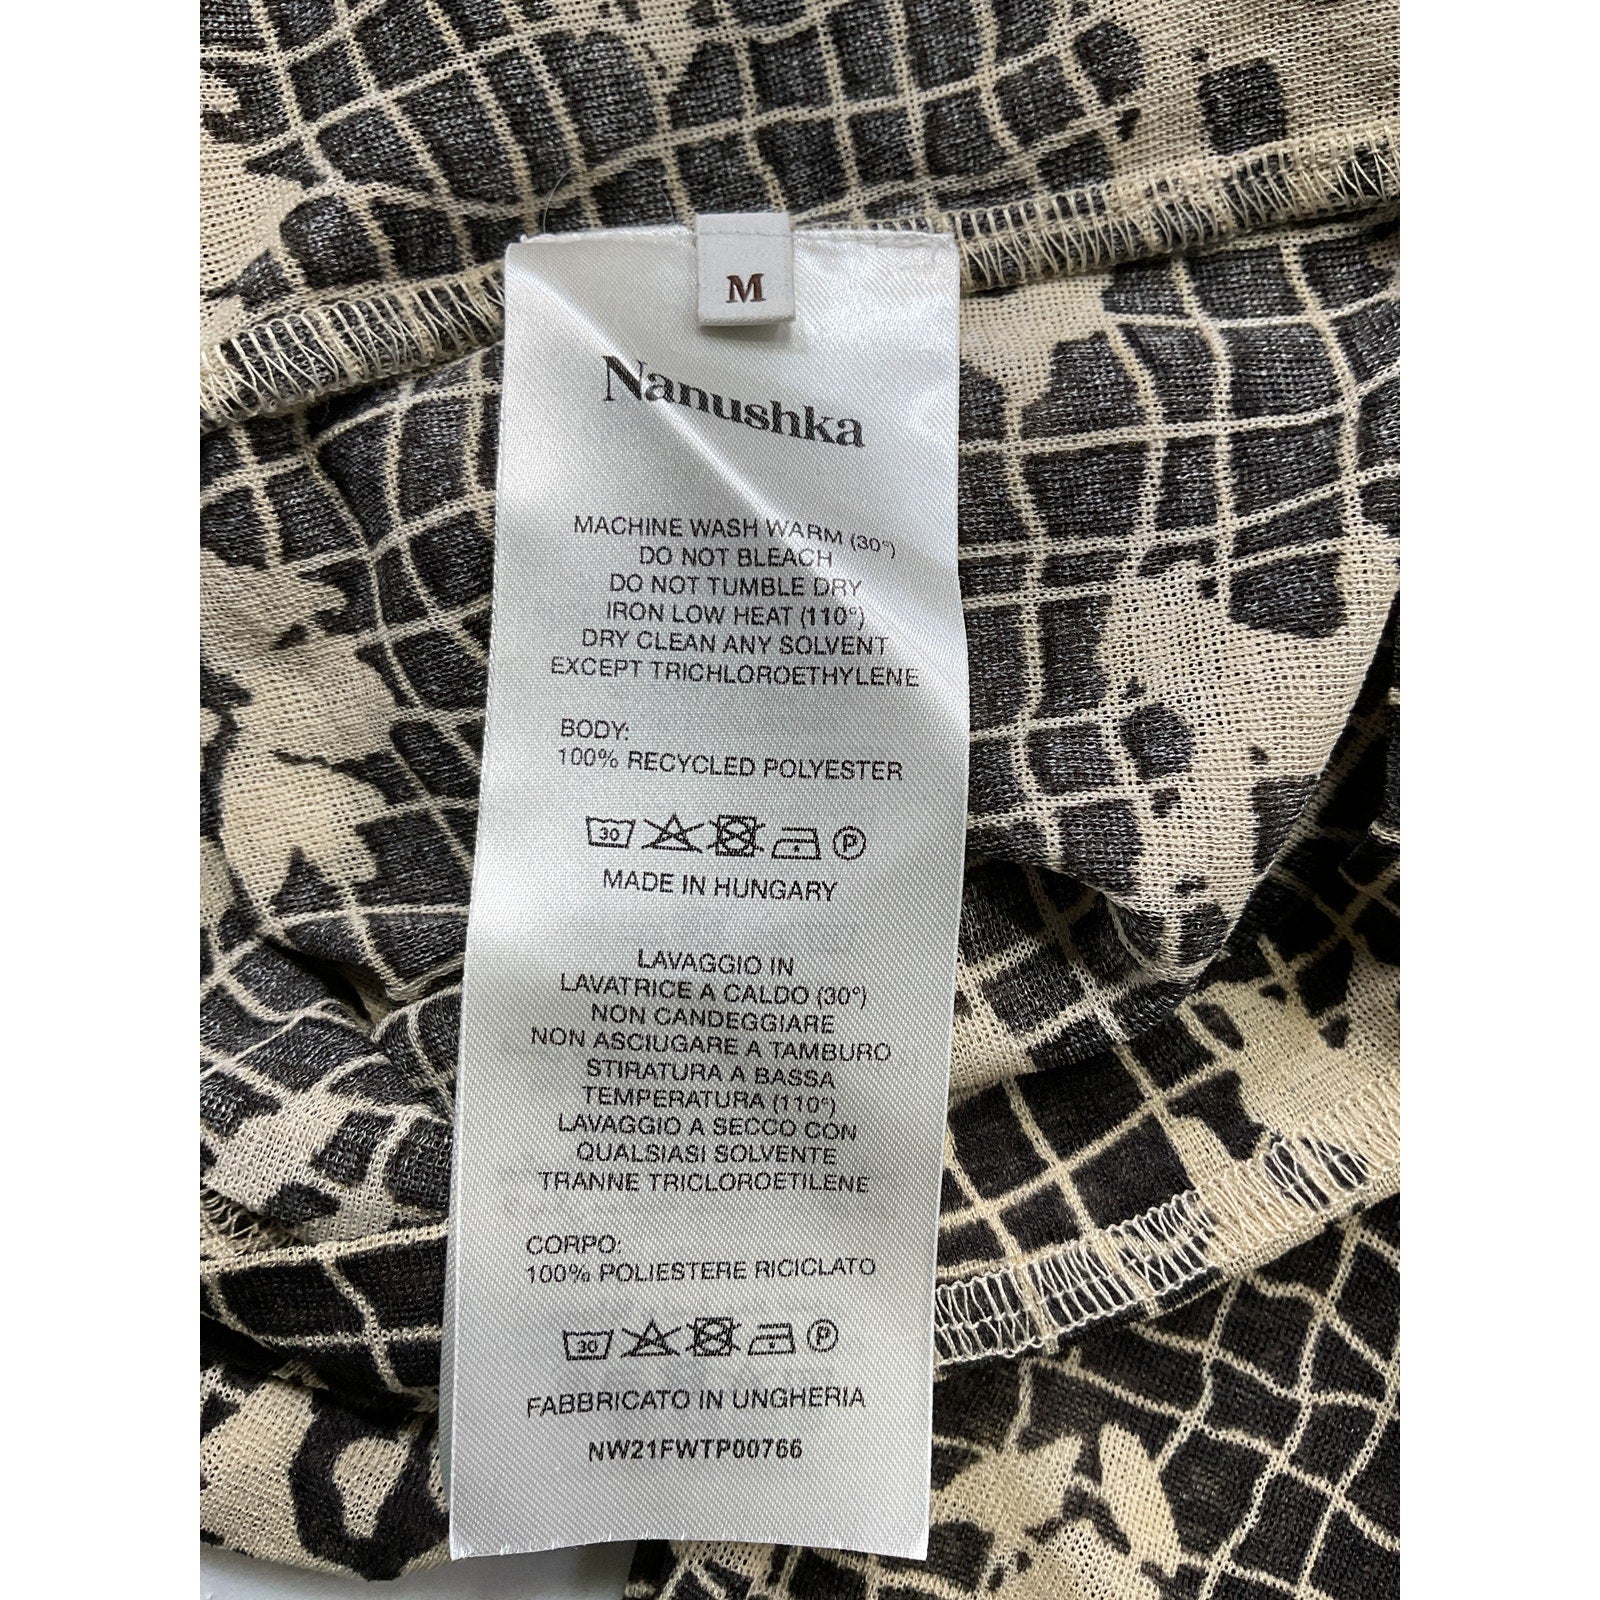 M
Nanushka
MACHINE WASH WARM (30°)
DO NOT BLEACH
DO NOT TUMBLE DRY
IRON LOW HEAT (110°)
DRY CLEAN ANY SOLVENT
EXCEPT TRICHLOROETHYLENE
BODY:
100% RECYCLED POLYESTER
30 P
MADE IN HUNGARY
LAVAGGIO IN
LAVATRICE A CALDO (30°)
NON CANDEGGIARE
NON ASCIUGARE A TAMBURO
STIRATURA A BASSA
TEMPERATURA (110°)
LAVAGGIO A SECCO CON
QUALSIASI SOLVENTE
TRANNE TRICLOROETILENE
CORPO:
100% POLIESTERE RICICLATO
30 P
FABBRICATO IN UNGHERIA
NW21FWTP00766